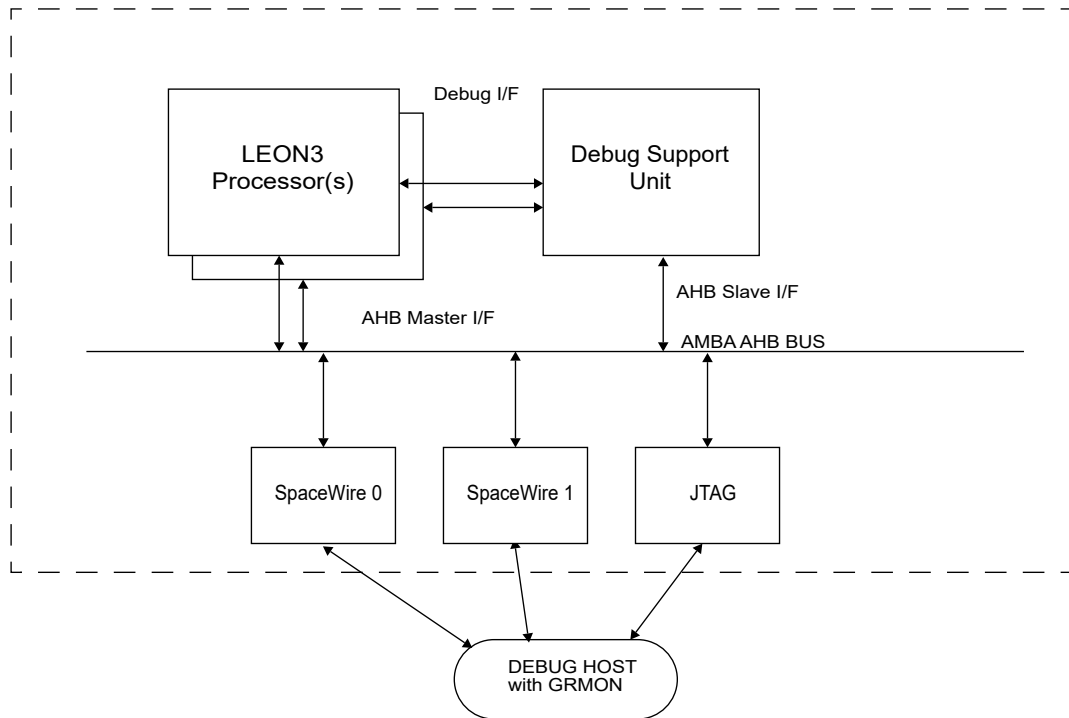 Debug I/F
LEON3
Processor(s)
Debug Support
Unit
AHB Slave I/F
AHB Master I/F
AMBA AHB BUS
SpaceWire 0
SpaceWire 1
JTAG
DEBUG HOST
with GRMON